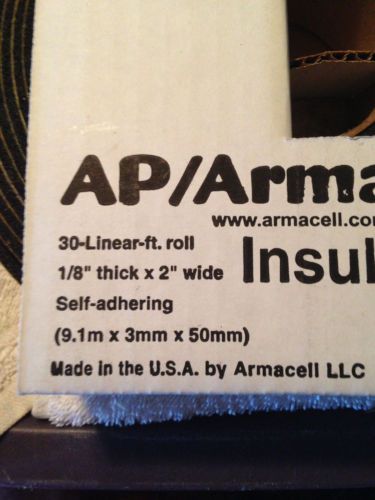 AP/Arma
www.armacell.co
30-Linear-ft. roll
1/8" thick x 2" wide
Insul
Self-adhering
(9.1m x 3mm x 50mm)
Made in the U.S.A. by Armacell LLC